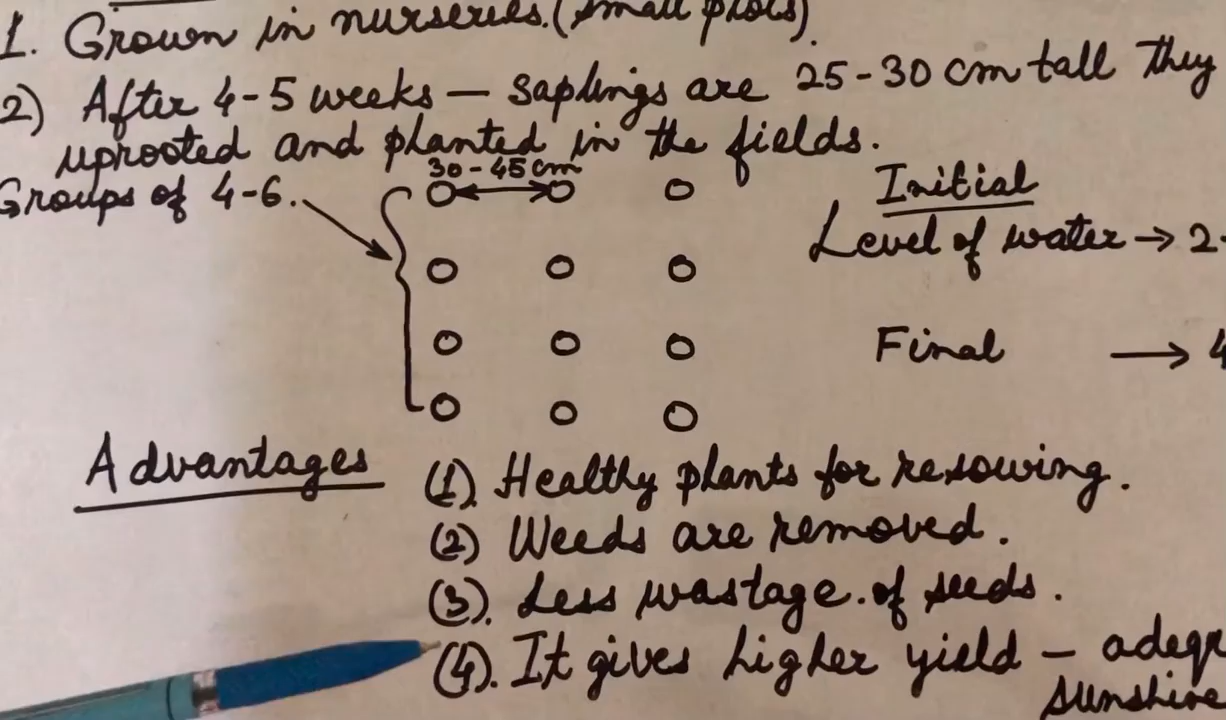 1. Grown in nurseries. (small plots).
2) After 4-5 weeks — saplings are 25-30 cm tall They
uprooted and planted in the fields.
30-45 cm
Groups of 4-6.
Initial
Level of water → 2-
Final → 4
Advantages
(1). Healthy plants for resowing.
(2) Weeds are removed.
(3). Less wastage. of seeds.
(4). It gives higher yield — adeq
sunshine